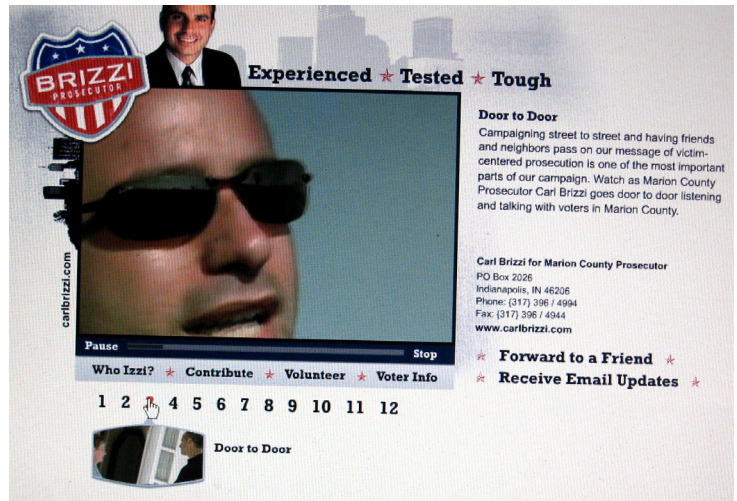 BRIZZI
PROSECUTOR
Experienced ★ Tested ★ Tough
carlbrizzi.com
Door to Door
Campaigning street to street and having friends
and neighbors pass on our message of victim-
centered prosecution is one of the most important
parts of our campaign. Watch as Marion County
Prosecutor Carl Brizzi goes door to door listening
and talking with voters in Marion County.
Carl Brizzi for Marion County Prosecutor
PO Box 2026
Indianapolis, IN 46206
Phone: (317) 396 / 4994
Fax: (317) 396 / 4944
www.carlbrizzi.com
Pause
Stop
Who Izzi? ★ Contribute ★ Volunteer ★ Voter Info
★ Forward to a Friend ★
★ Receive Email Updates ★
1 2 3 4 5 6 7 8 9 10 11 12
Door to Door